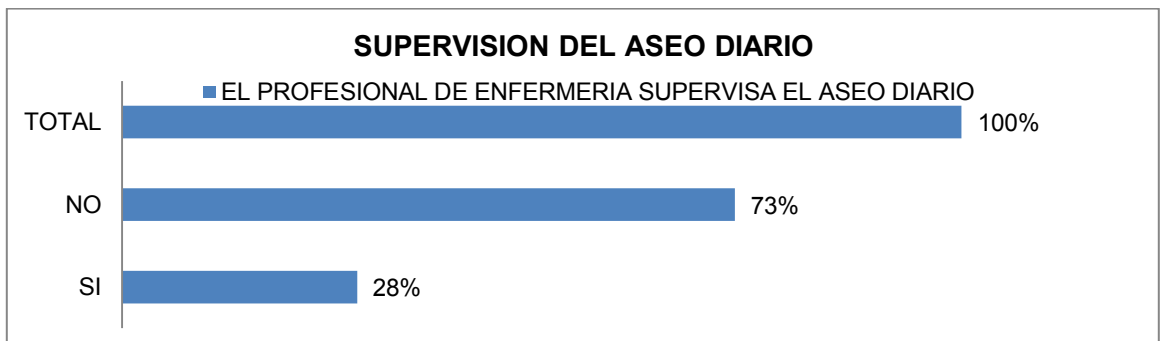 SUPERVISION DEL ASEO DIARIO
EL PROFESIONAL DE ENFERMERIA SUPERVISA EL ASEO DIARIO
TOTAL 100%
NO 73%
SI 28%